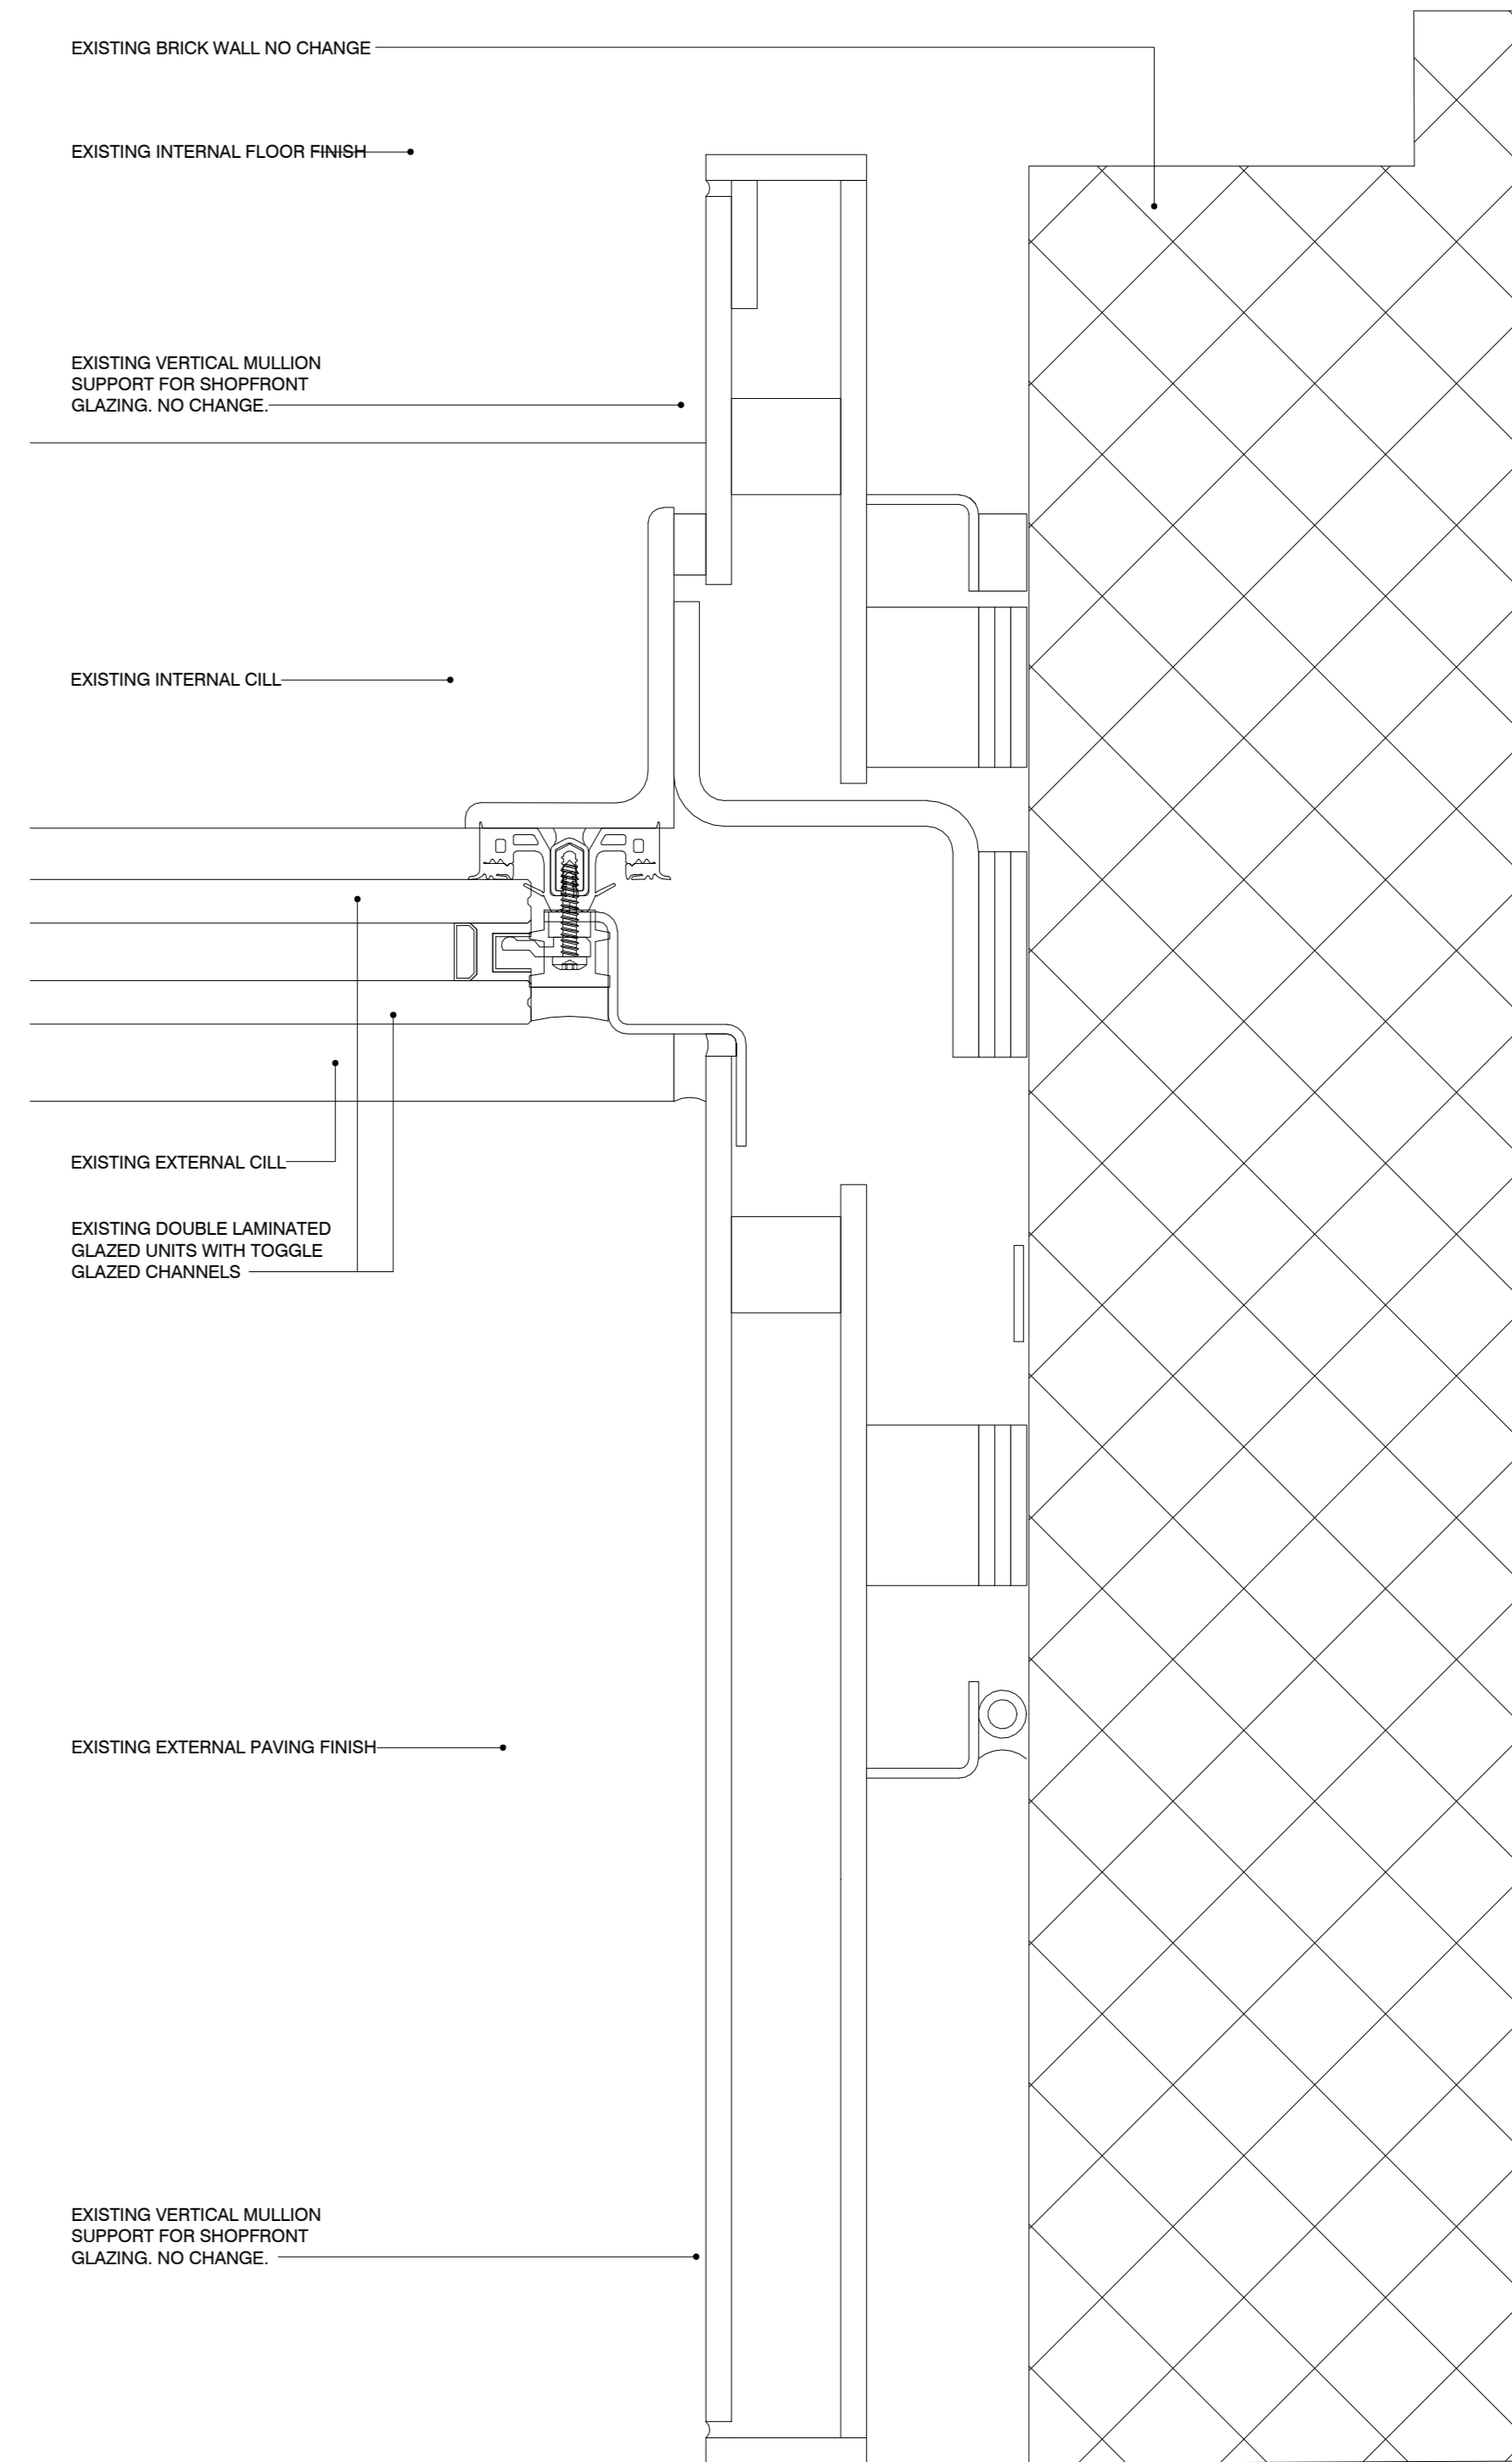 EXISTING BRICK WALL NO CHANGE
EXISTING INTERNAL FLOOR FINISH
EXISTING VERTICAL MULLION
SUPPORT FOR SHOPFRONT
GLAZING. NO CHANGE.
EXISTING INTERNAL CILL
EXISTING EXTERNAL CILL
EXISTING DOUBLE LAMINATED
GLAZED UNITS WITH TOGGLE
GLAZED CHANNELS
EXISTING EXTERNAL PAVING FINISH
EXISTING VERTICAL MULLION
SUPPORT FOR SHOPFRONT
GLAZING. NO CHANGE.